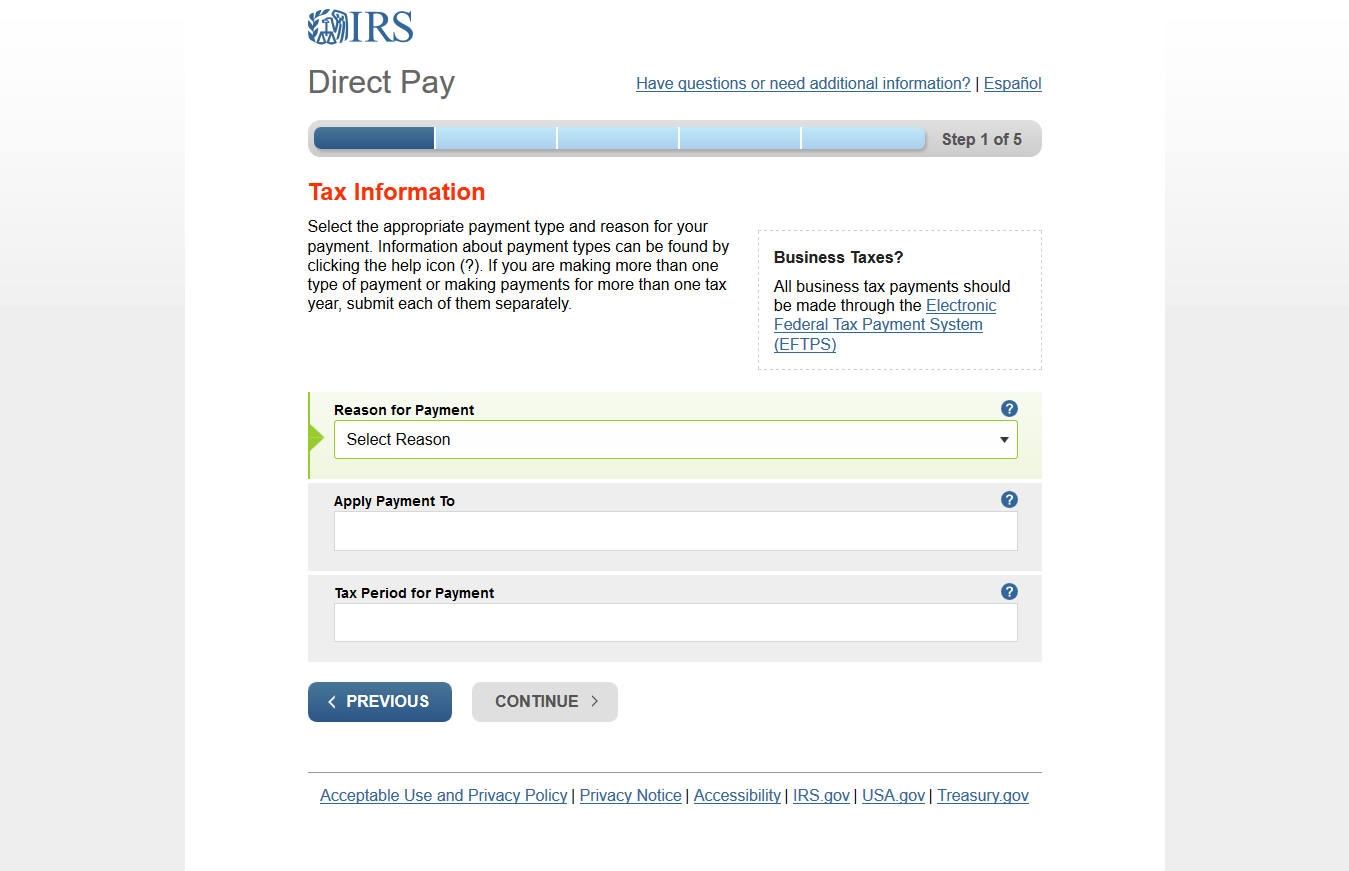 IRS
Direct Pay
Have questions or need additional information? | Español
Step 1 of 5
Tax Information
Select the appropriate payment type and reason for your
payment. Information about payment types can be found by
clicking the help icon (?). If you are making more than one
type of payment or making payments for more than one tax
year, submit each of them separately.
Business Taxes?
All business tax payments should
be made through the Electronic
Federal Tax Payment System
(EFTPS)
Reason for Payment ?
Select Reason
Apply Payment To ?
Tax Period for Payment ?
PREVIOUS
CONTINUE
Acceptable Use and Privacy Policy | Privacy Notice | Accessibility | IRS.gov | USA.gov | Treasury.gov